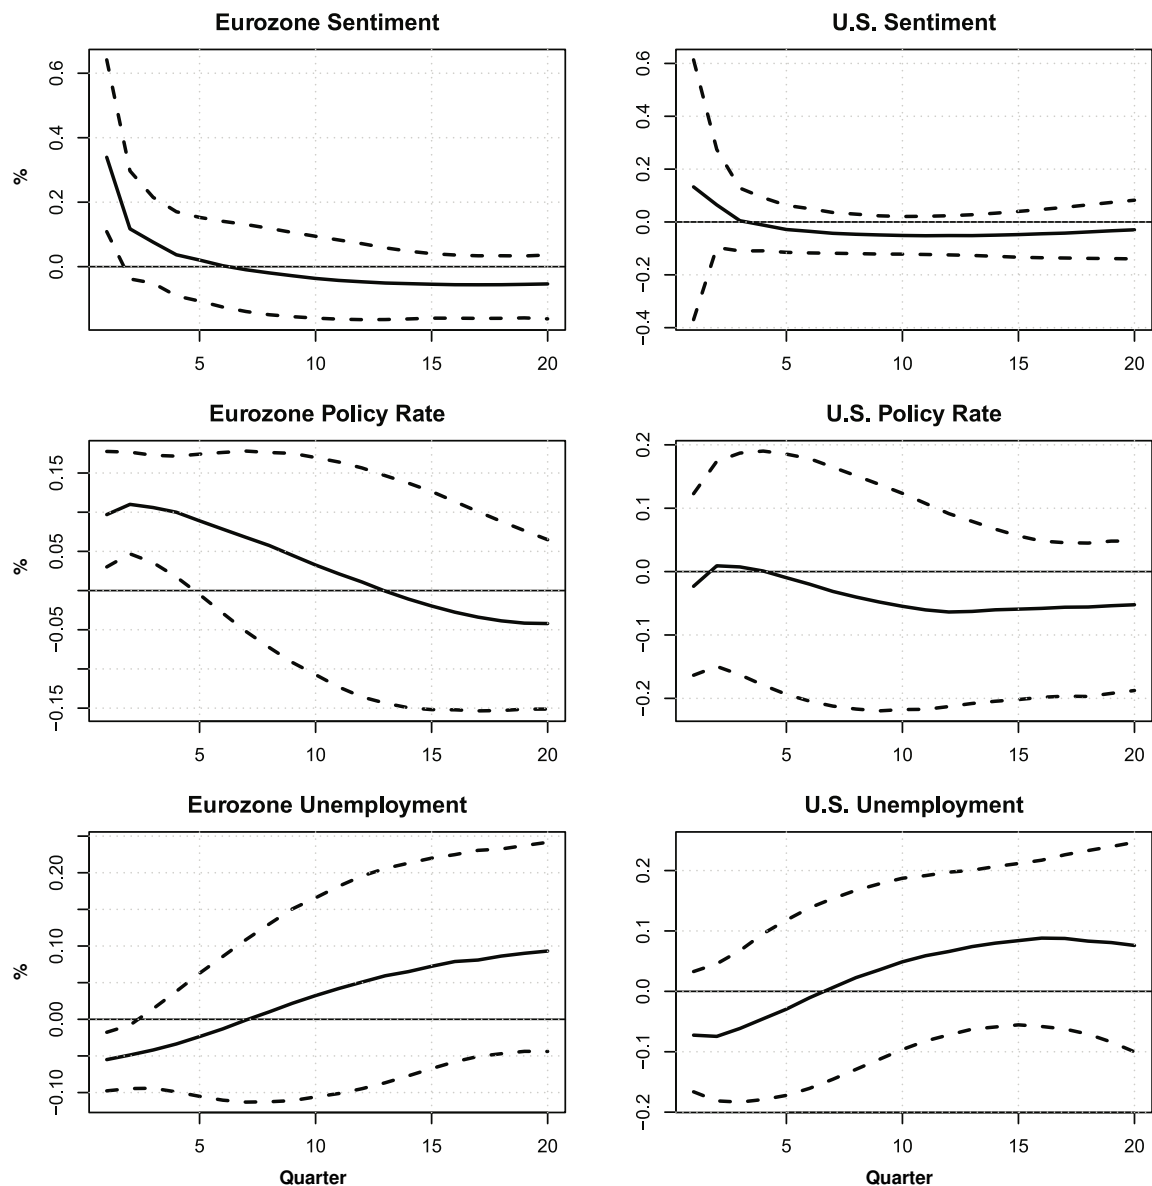 Eurozone Sentiment
U.S. Sentiment
%
0.6
0.4
0.2
0.0
5 10 15 20
0.6
0.4
0.2
0.0
−0.2
−0.4
5 10 15 20
Eurozone Policy Rate
U.S. Policy Rate
%
0.15
0.05
−0.05
−0.15
5 10 15 20
0.2
0.1
0.0
−0.1
−0.2
5 10 15 20
Eurozone Unemployment
U.S. Unemployment
%
0.20
0.10
0.00
−0.10
5 10 15 20
Quarter
0.2
0.1
0.0
−0.1
−0.2
5 10 15 20
Quarter